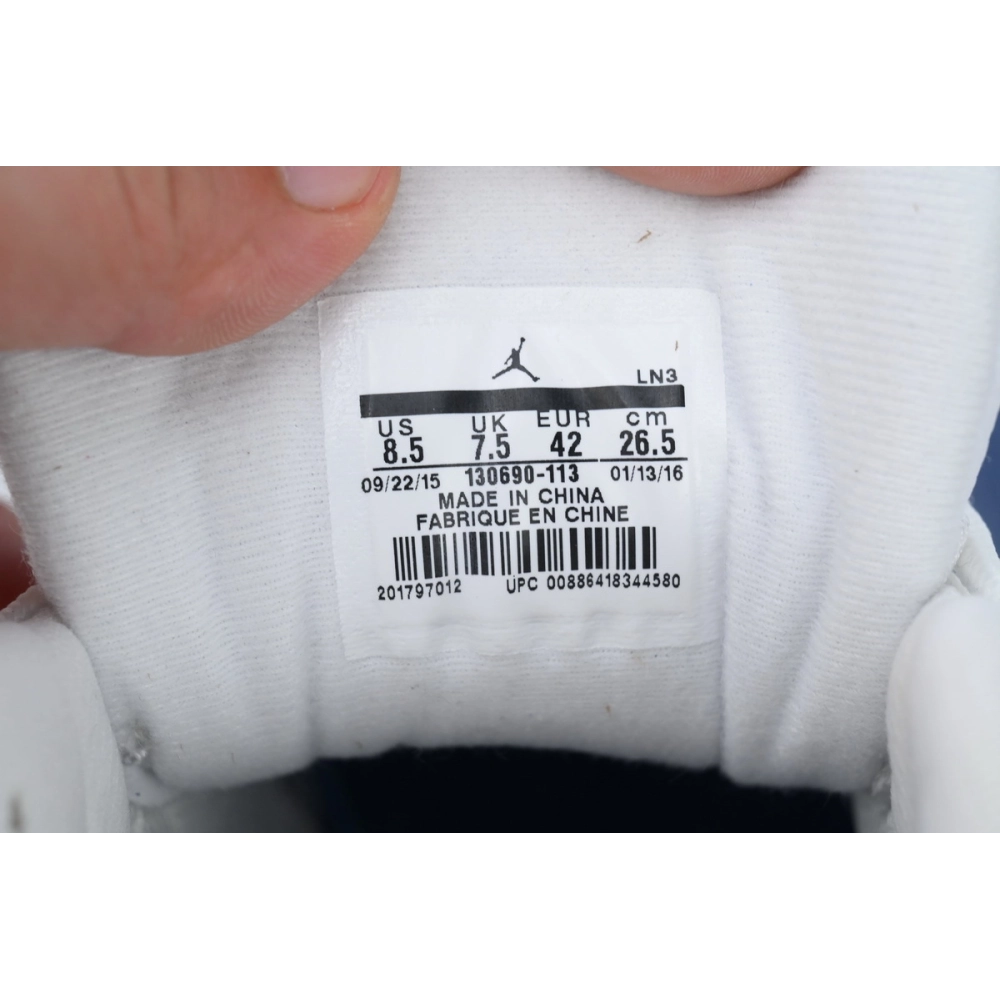 LN3
US UK EUR cm
8.5 7.5 42 26.5
09/22/15 130690-113 01/13/16
MADE IN CHINA
FABRIQUE EN CHINE
201797012 UPC 00886418344580